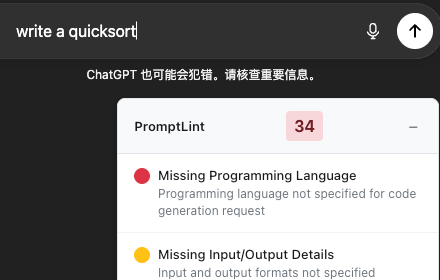 write a quicksort
ChatGPT 也可能会犯错。请核查重要信息。
PromptLint 34 –
Missing Programming Language
Programming language not specified for code
generation request
Missing Input/Output Details
Input and output formats not specified